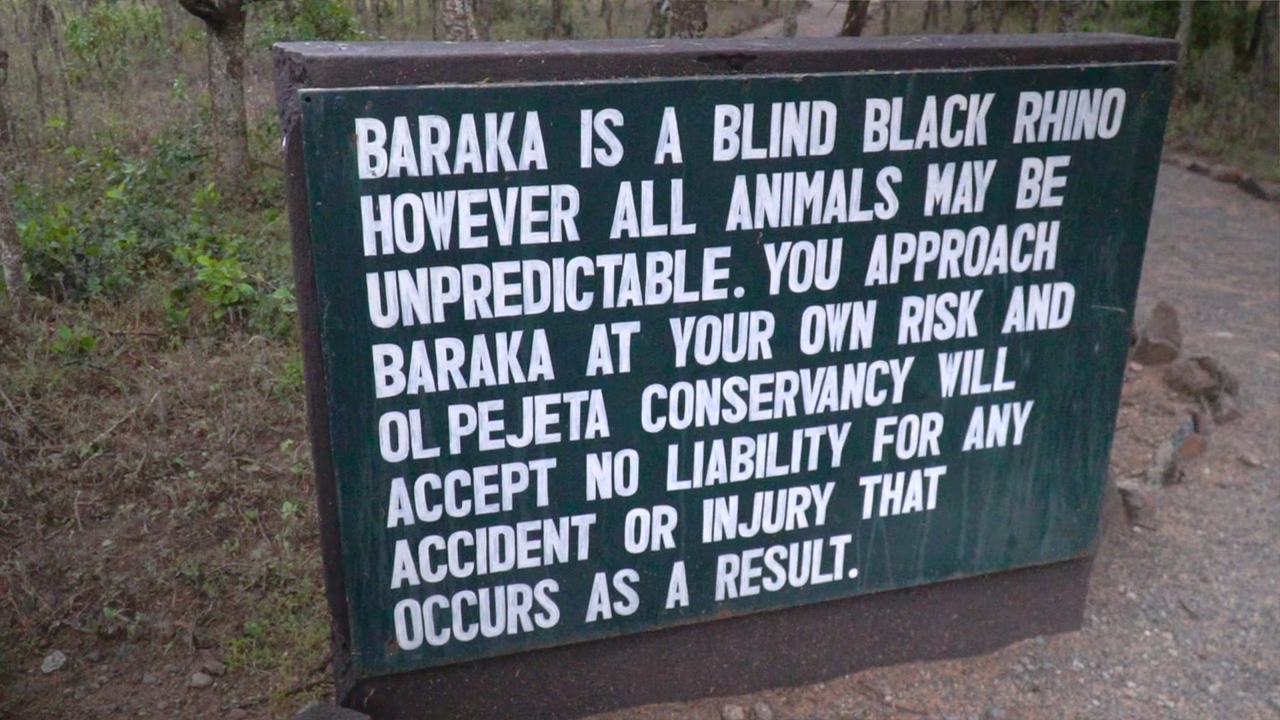 BARAKA IS A BLIND BLACK RHINO
HOWEVER ALL ANIMALS MAY BE
UNPREDICTABLE. YOU APPROACH
BARAKA AT YOUR OWN RISK AND
OL PEJETA CONSERVANCY WILL
ACCEPT NO LIABILITY FOR ANY
ACCIDENT OR INJURY THAT
OCCURS AS A RESULT.